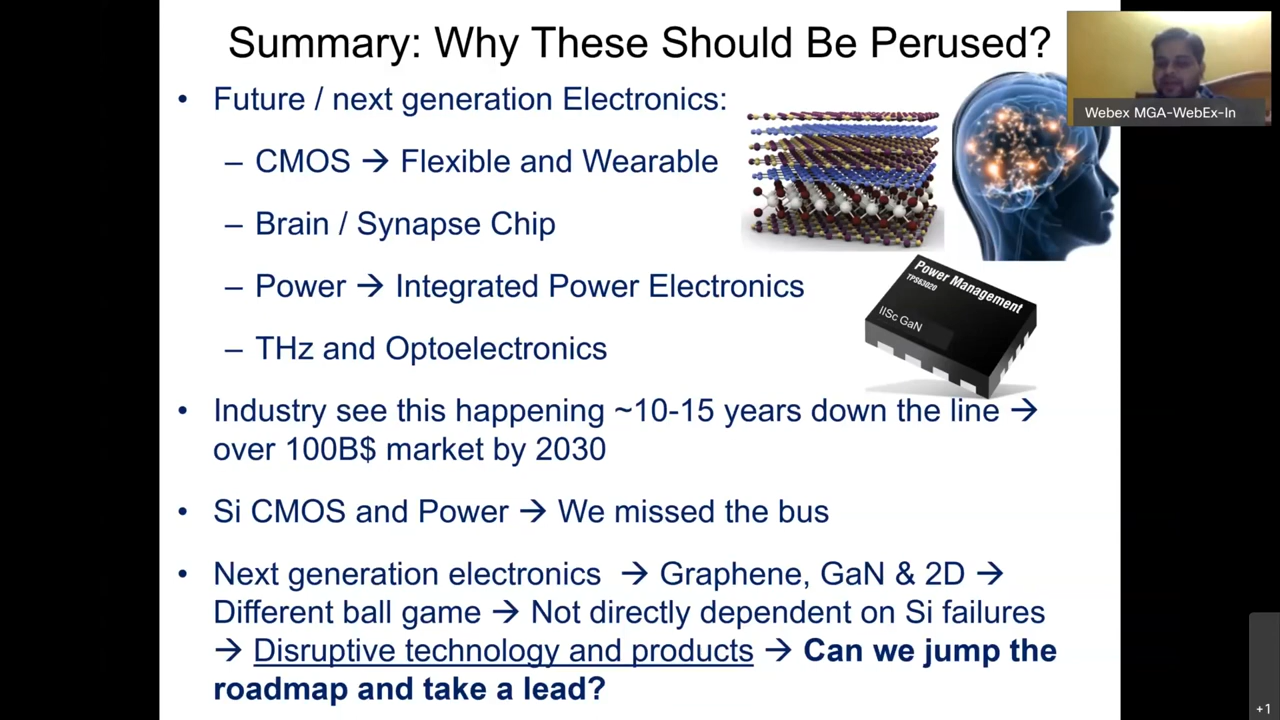 Summary: Why These Should Be Perused?
Webex MGA-WebEx-In
• Future / next generation Electronics:
– CMOS → Flexible and Wearable
– Brain / Synapse Chip
– Power → Integrated Power Electronics
– THz and Optoelectronics
Power Management
TPS63020
IISc GaN
• Industry see this happening ~10-15 years down the line →
over 100B$ market by 2030
• Si CMOS and Power → We missed the bus
• Next generation electronics → Graphene, GaN & 2D →
Different ball game → Not directly dependent on Si failures
→ Disruptive technology and products → Can we jump the
roadmap and take a lead?
+1